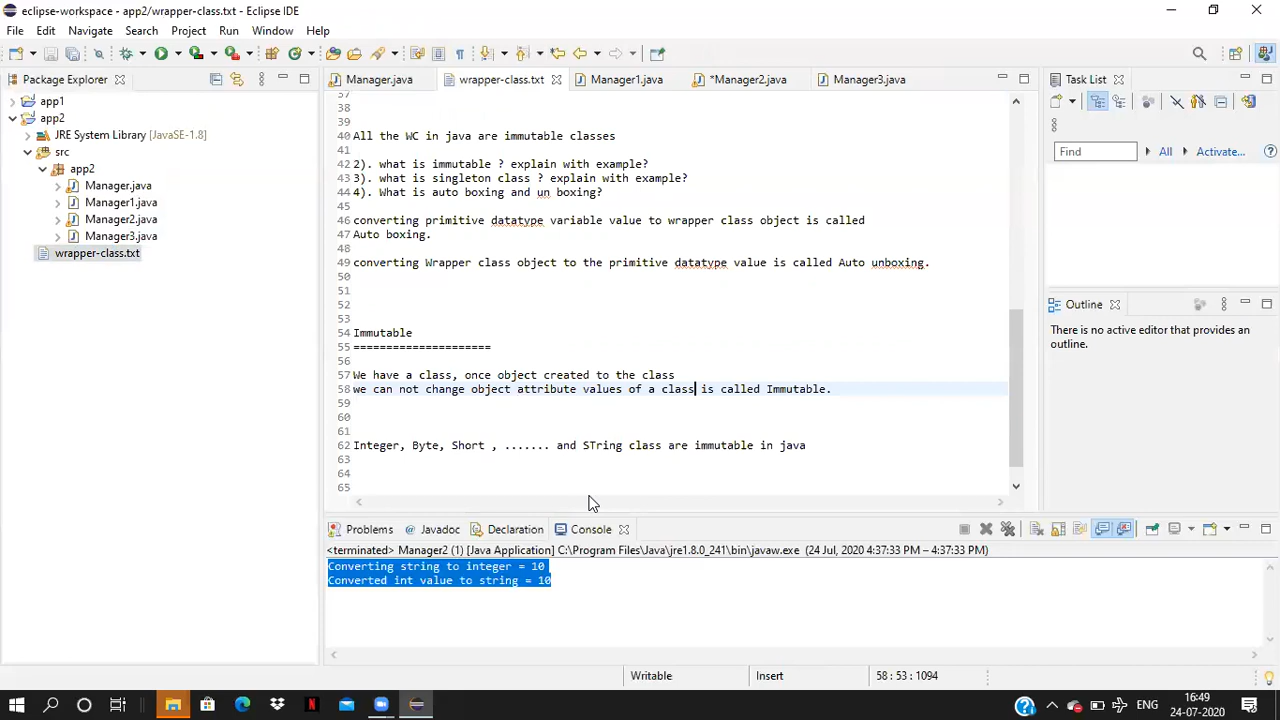 eclipse-workspace - app2/wrapper-class.txt - Eclipse IDE
File Edit Navigate Search Project Run Window Help
Package Explorer
Manager.java wrapper-class.txt Manager1.java *Manager2.java Manager3.java
Task List
app1
app2
JRE System Library [JavaSE-1.8]
src
app2
Manager.java
Manager1.java
Manager2.java
Manager3.java
wrapper-class.txt
37
38
39
40 All the WC in java are immutable classes
41
42 2). what is immutable ? explain with example?
43 3). what is singleton class ? explain with example?
44 4). What is auto boxing and un boxing?
45
46 converting primitive datatype variable value to wrapper class object is called
47 Auto boxing.
48
49 converting Wrapper class object to the primitive datatype value is called Auto unboxing.
50
51
52
53
54 Immutable
55 =====================
56
57 We have a class, once object created to the class
58 we can not change object attribute values of a class is called Immutable.
59
60
61
62 Integer, Byte, Short , ....... and STring class are immutable in java
63
64
65
Find All Activate...
Outline
There is no active editor that provides an
outline.
Problems Javadoc Declaration Console
<terminated> Manager2 (1) [Java Application] C:\Program Files\Java\jre1.8.0_241\bin\javaw.exe (24 Jul, 2020 4:37:33 PM – 4:37:33 PM)
Converting string to integer = 10
Converted int value to string = 10
Writable Insert 58 : 53 : 1094
ENG
16:49
24-07-2020